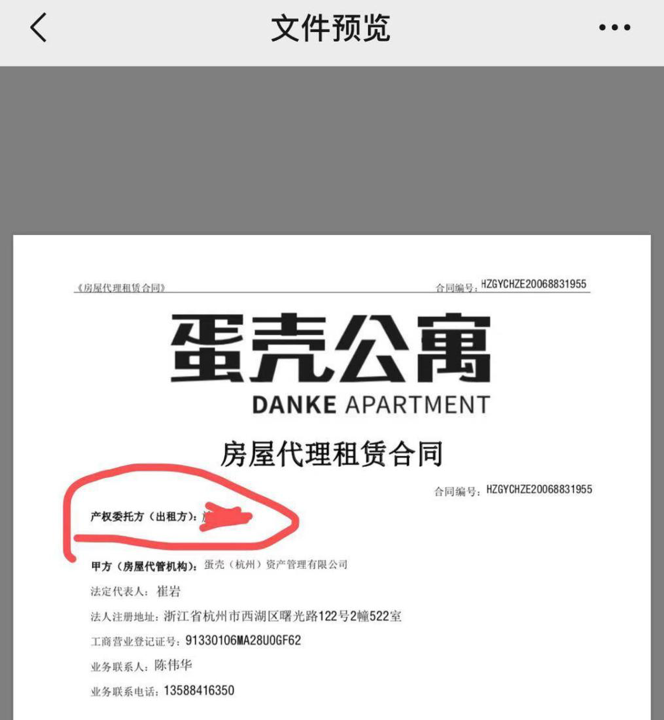 文件预览
《房屋代理租赁合同》 合同编号：HZGYCHZE20068831955
蛋壳公寓
DANKE APARTMENT
房屋代理租赁合同
合同编号：HZGYCHZE20068831955
产权委托方（出租方）：
甲方（房屋代管机构）：蛋壳（杭州）资产管理有限公司
法定代表人：崔岩
法人注册地址：浙江省杭州市西湖区曙光路122号2幢522室
工商营业登记证号：91330106MA28U0GF62
业务联系人：陈伟华
业务联系电话：13588416350